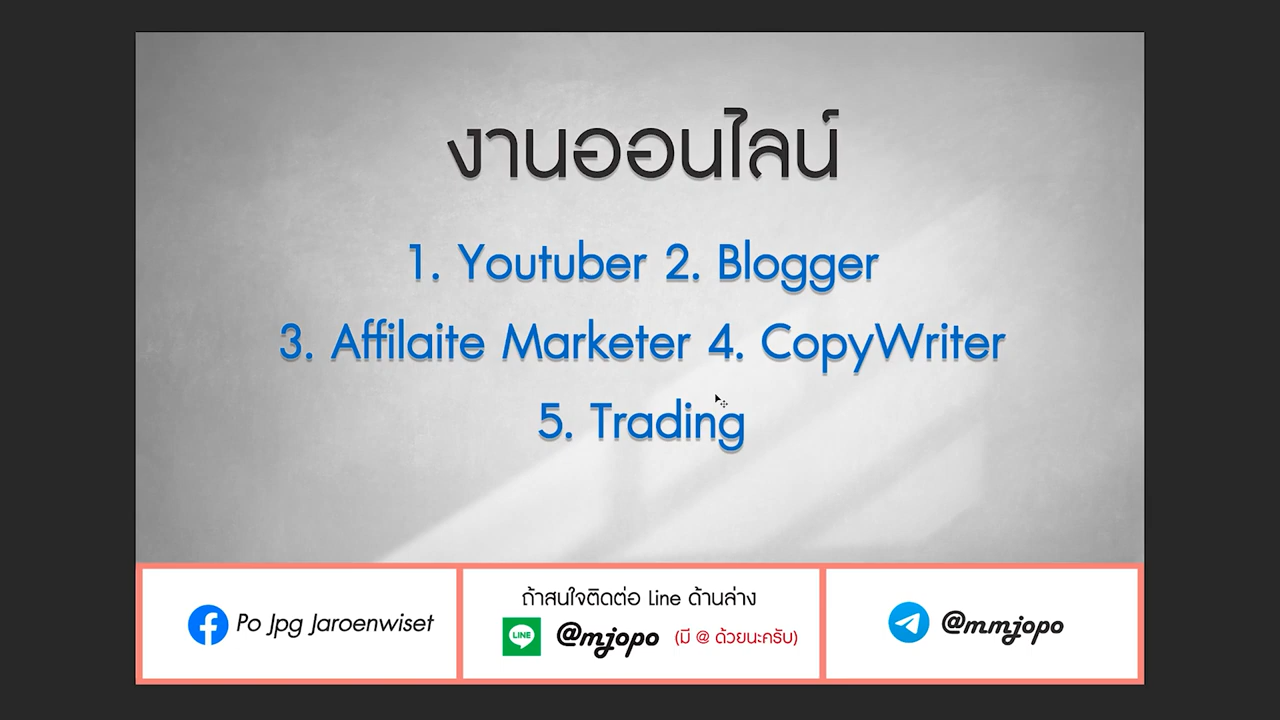 งานออนไลน์
1. Youtuber 2. Blogger
3. Affilaite Marketer 4. CopyWriter
5. Trading
Po Jpg Jaroenwiset
ถ้าสนใจติดต่อ Line ด้านล่าง
LINE @mjopo (มี @ ด้วยนะครับ)
@mmjopo